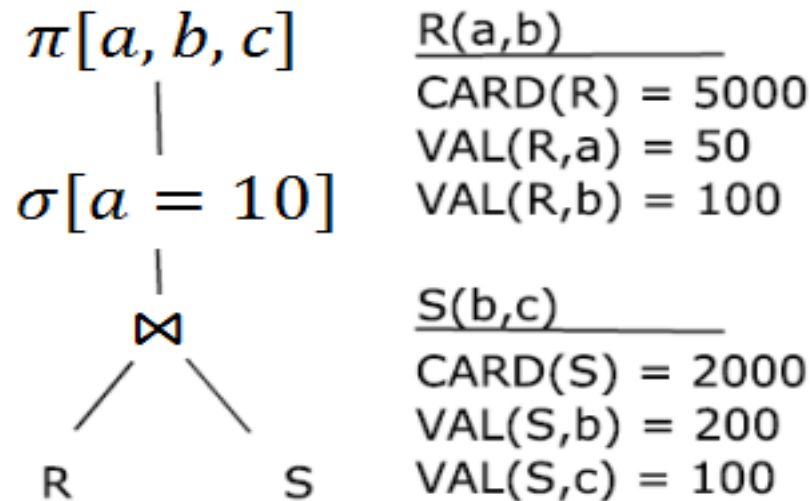 π[a, b, c]
σ[a = 10]
⋈
R S
R(a,b)
CARD(R) = 5000
VAL(R,a) = 50
VAL(R,b) = 100
S(b,c)
CARD(S) = 2000
VAL(S,b) = 200
VAL(S,c) = 100